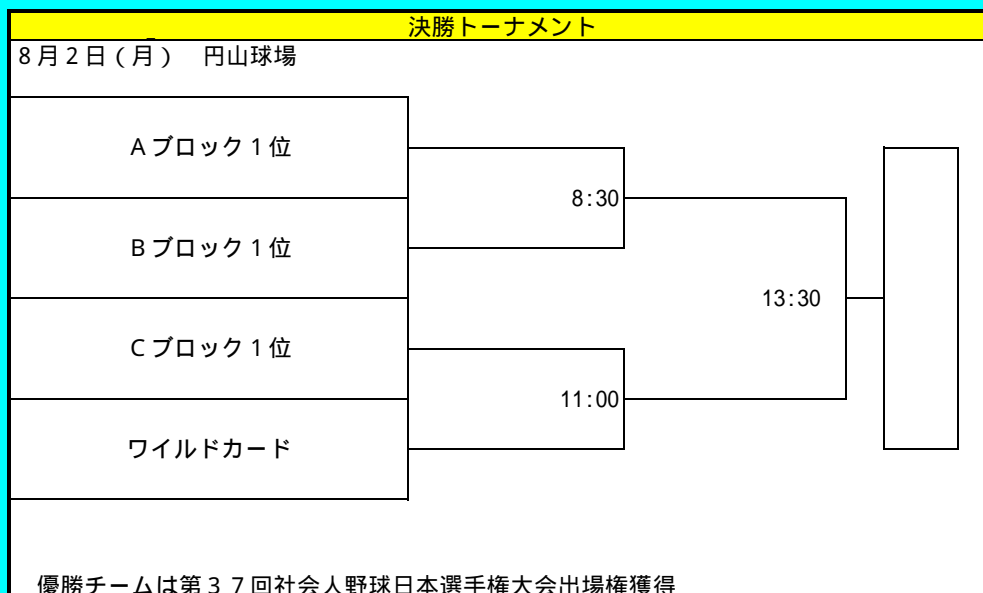 決勝トーナメント
8月2日(月) 円山球場
Aブロック1位
8:30
Bブロック1位
13:30
Cブロック1位
11:00
ワイルドカード
優勝チームは第37回社会人野球日本選手権大会出場権獲得